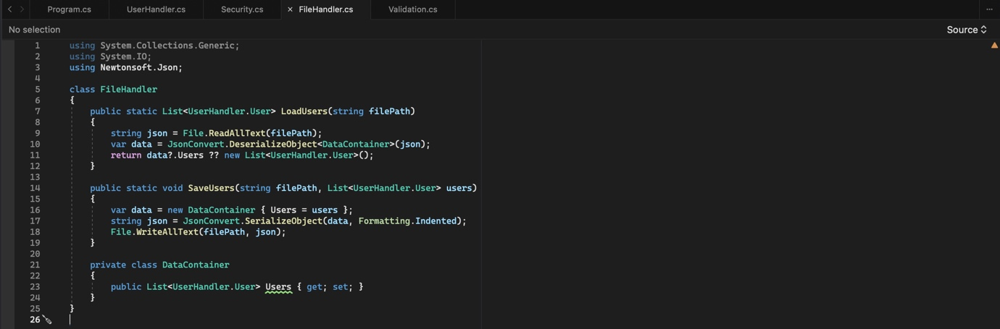 Program.cs UserHandler.cs Security.cs × FileHandler.cs Validation.cs ...
No selection Source
1 using System.Collections.Generic;
2 using System.IO;
3 using Newtonsoft.Json;
4
5 class FileHandler
6 {
7 public static List<UserHandler.User> LoadUsers(string filePath)
8 {
9 string json = File.ReadAllText(filePath);
10 var data = JsonConvert.DeserializeObject<DataContainer>(json);
11 return data?.Users ?? new List<UserHandler.User>();
12 }
13
14 public static void SaveUsers(string filePath, List<UserHandler.User> users)
15 {
16 var data = new DataContainer { Users = users };
17 string json = JsonConvert.SerializeObject(data, Formatting.Indented);
18 File.WriteAllText(filePath, json);
19 }
20
21 private class DataContainer
22 {
23 public List<UserHandler.User> Users { get; set; }
24 }
25 }
26